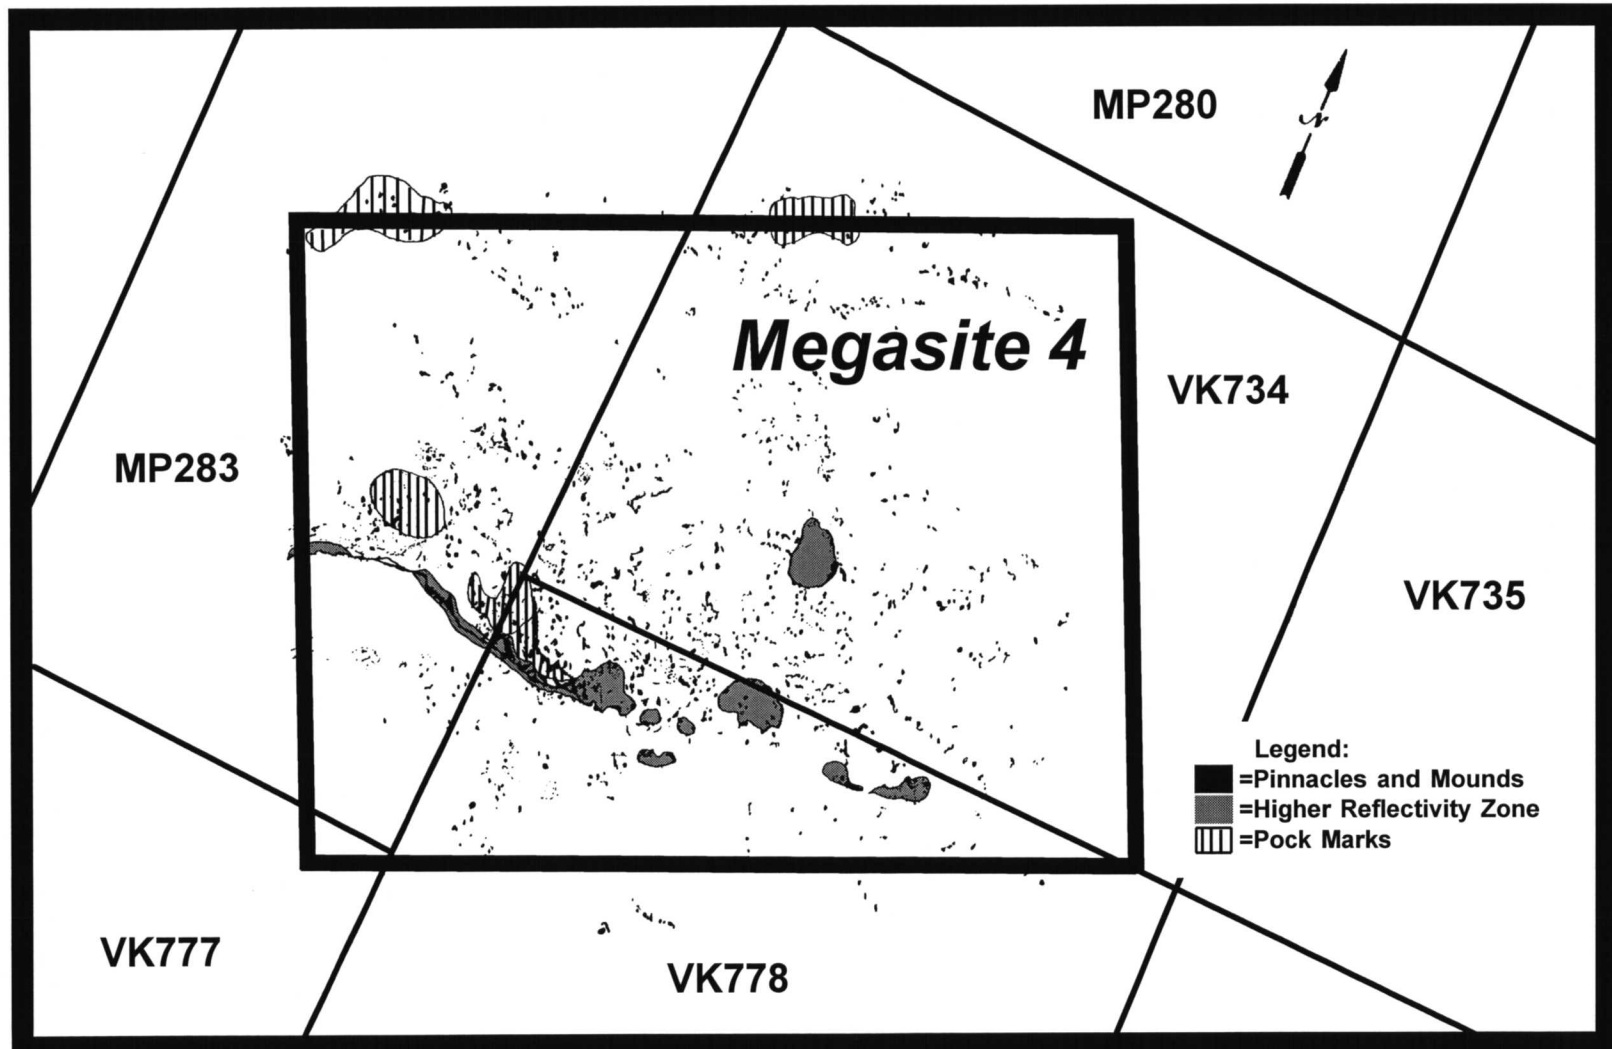 MP280
N
Megasite 4
VK734
MP283
VK735
Legend:
=Pinnacles and Mounds
=Higher Reflectivity Zone
=Pock Marks
VK777
VK778